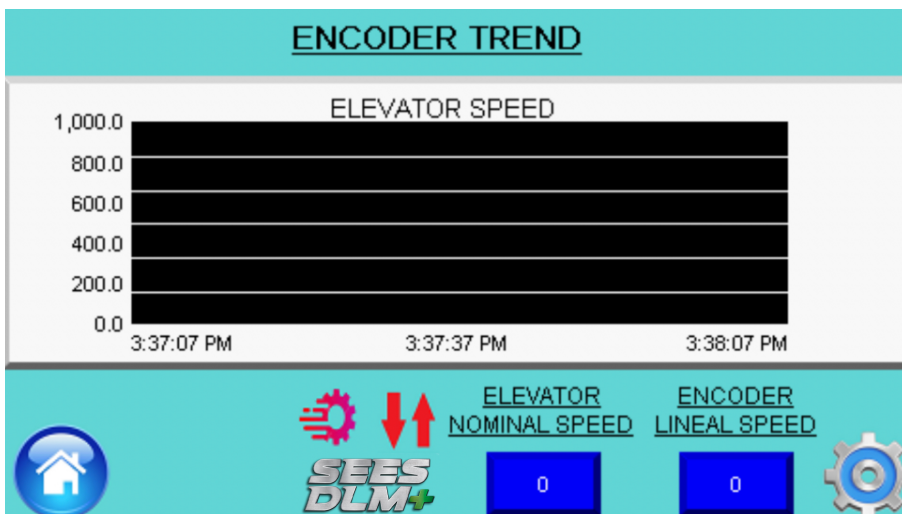 ENCODER TREND
ELEVATOR SPEED
1,000.0
800.0
600.0
400.0
200.0
0.0
3:37:07 PM 3:37:37 PM 3:38:07 PM
ELEVATOR NOMINAL SPEED
ENCODER LINEAL SPEED
SEES
DLM+
0 0